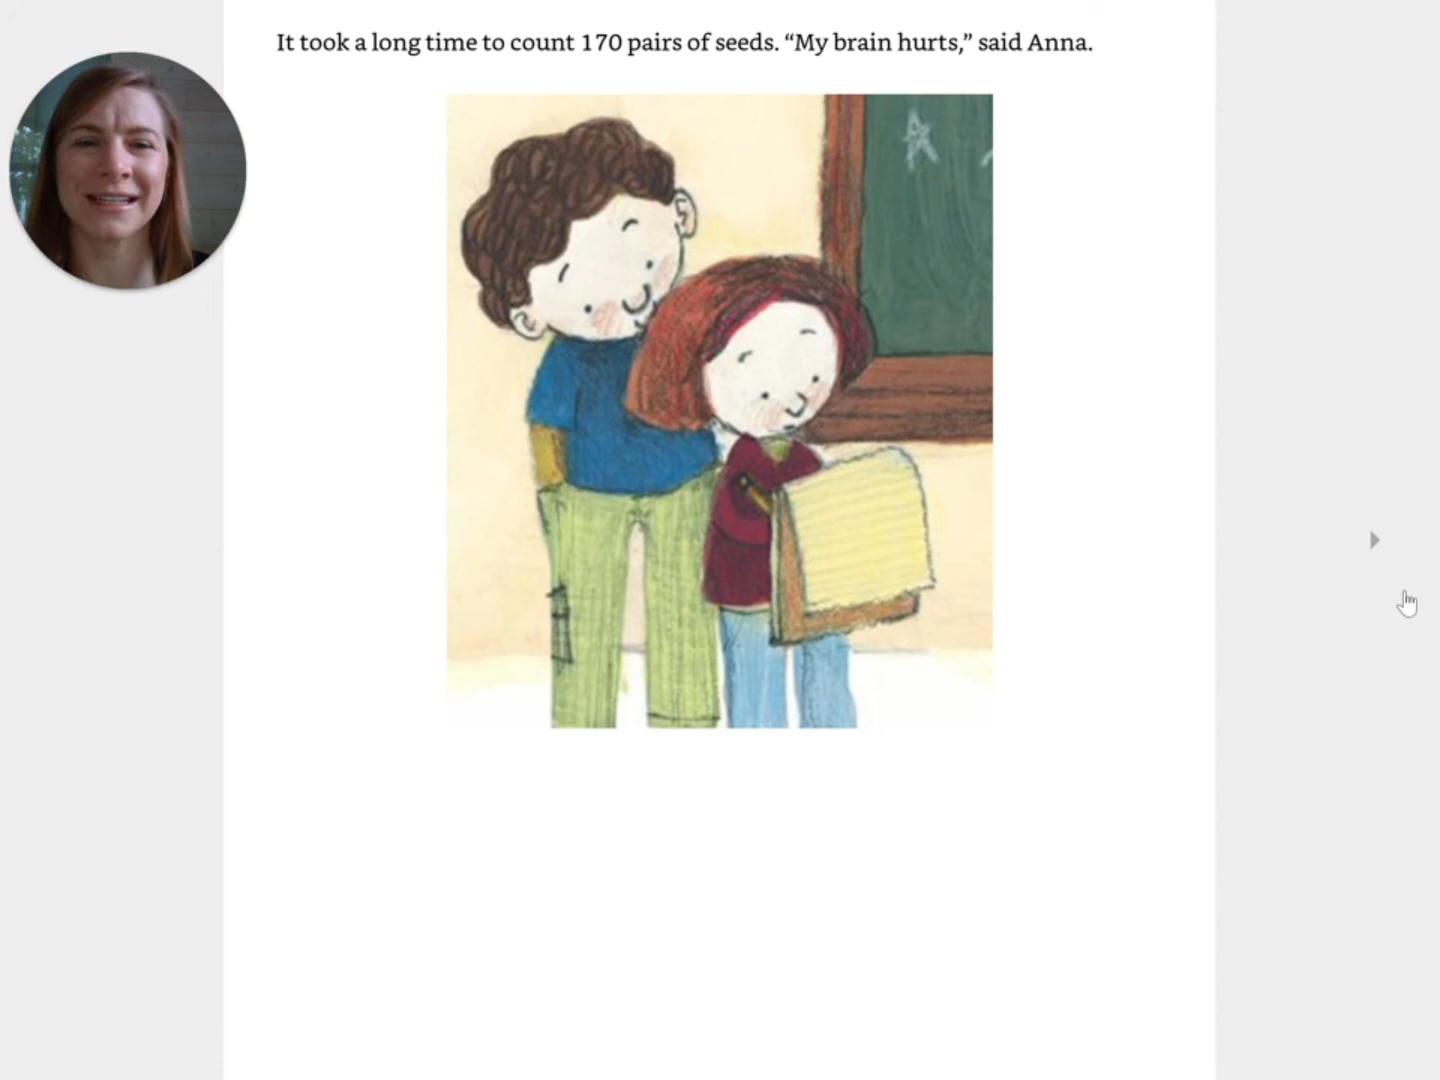 It took a long time to count 170 pairs of seeds. “My brain hurts,” said Anna.